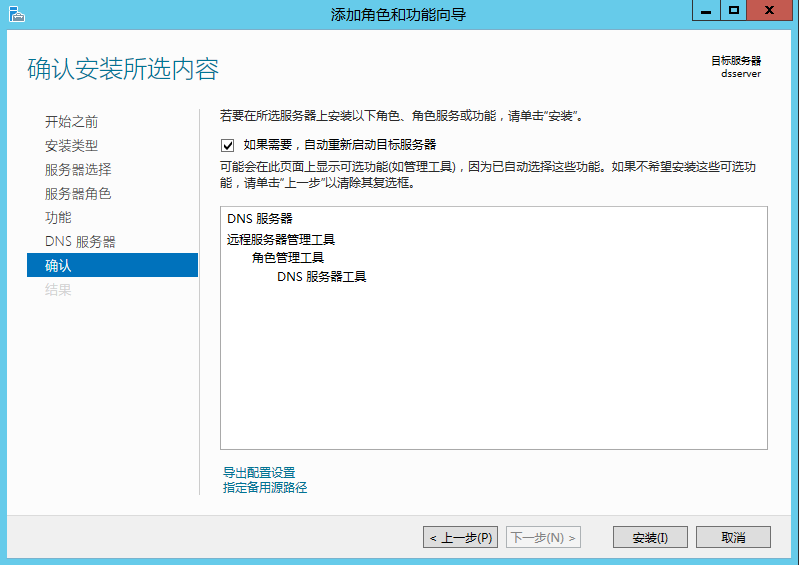 添加角色和功能向导
确认安装所选内容
目标服务器
dsserver
开始之前
安装类型
服务器选择
服务器角色
功能
DNS 服务器
确认
结果
若要在所选服务器上安装以下角色、角色服务或功能，请单击“安装”。
如果需要，自动重新启动目标服务器
可能会在此页面上显示可选功能(如管理工具)，因为已自动选择这些功能。如果不希望安装这些可选功
能，请单击“上一步”以清除其复选框。
DNS 服务器
远程服务器管理工具
角色管理工具
DNS 服务器工具
导出配置设置
指定备用源路径
< 上一步(P)
下一步(N) >
安装(I)
取消